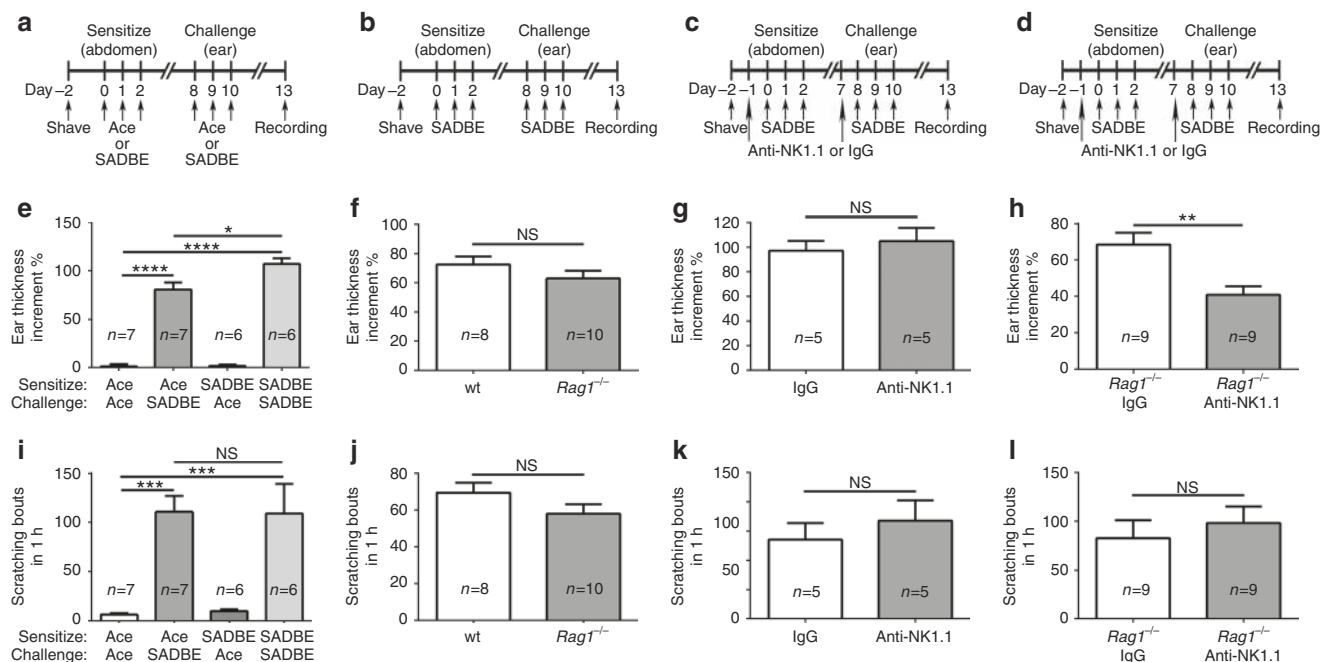 a
Sensitize
(abdomen)
Challenge
(ear)
Day –2 0 1 2 8 9 10 13
Shave Ace
or
SADBE Ace
or
SADBE Recording
b
Sensitize
(abdomen)
Challenge
(ear)
Day –2 0 1 2 8 9 10 13
Shave SADBE SADBE Recording
c
Sensitize
(abdomen)
Challenge
(ear)
Day –2 –1 0 1 2 7 8 9 10 13
Shave SADBE SADBE Recording
Anti-NK1.1 or IgG
d
Sensitize
(abdomen)
Challenge
(ear)
Day –2 –1 0 1 2 7 8 9 10 13
Shave SADBE SADBE Recording
Anti-NK1.1 or IgG
e
Ear thickness
increment %
150
100
50
0
*
****
****
n=7 n=7 n=6 n=6
Sensitize: Ace Ace SADBE SADBE
Challenge: Ace SADBE Ace SADBE
f
Ear thickness
increment %
100
80
60
40
20
0
NS
n=8 n=10
wt Rag1–/–
g
Ear thickness
increment %
120
100
80
60
40
20
0
NS
n=5 n=5
IgG Anti-NK1.1
h
Ear thickness
increment %
80
60
40
20
0
**
n=9 n=9
Rag1–/– Rag1–/–
IgG Anti-NK1.1
i
Scratching bouts
in 1 h
150
100
50
0
NS
***
***
n=7 n=7 n=6 n=6
Sensitize: Ace Ace SADBE SADBE
Challenge: Ace SADBE Ace SADBE
j
Scratching bouts
in 1 h
80
60
40
20
0
NS
n=8 n=10
wt Rag1–/–
k
Scratching bouts
in 1 h
150
100
50
0
NS
n=5 n=5
IgG Anti-NK1.1
l
Scratching bouts
in 1 h
150
100
50
0
NS
n=9 n=9
Rag1–/– Rag1–/–
IgG Anti-NK1.1